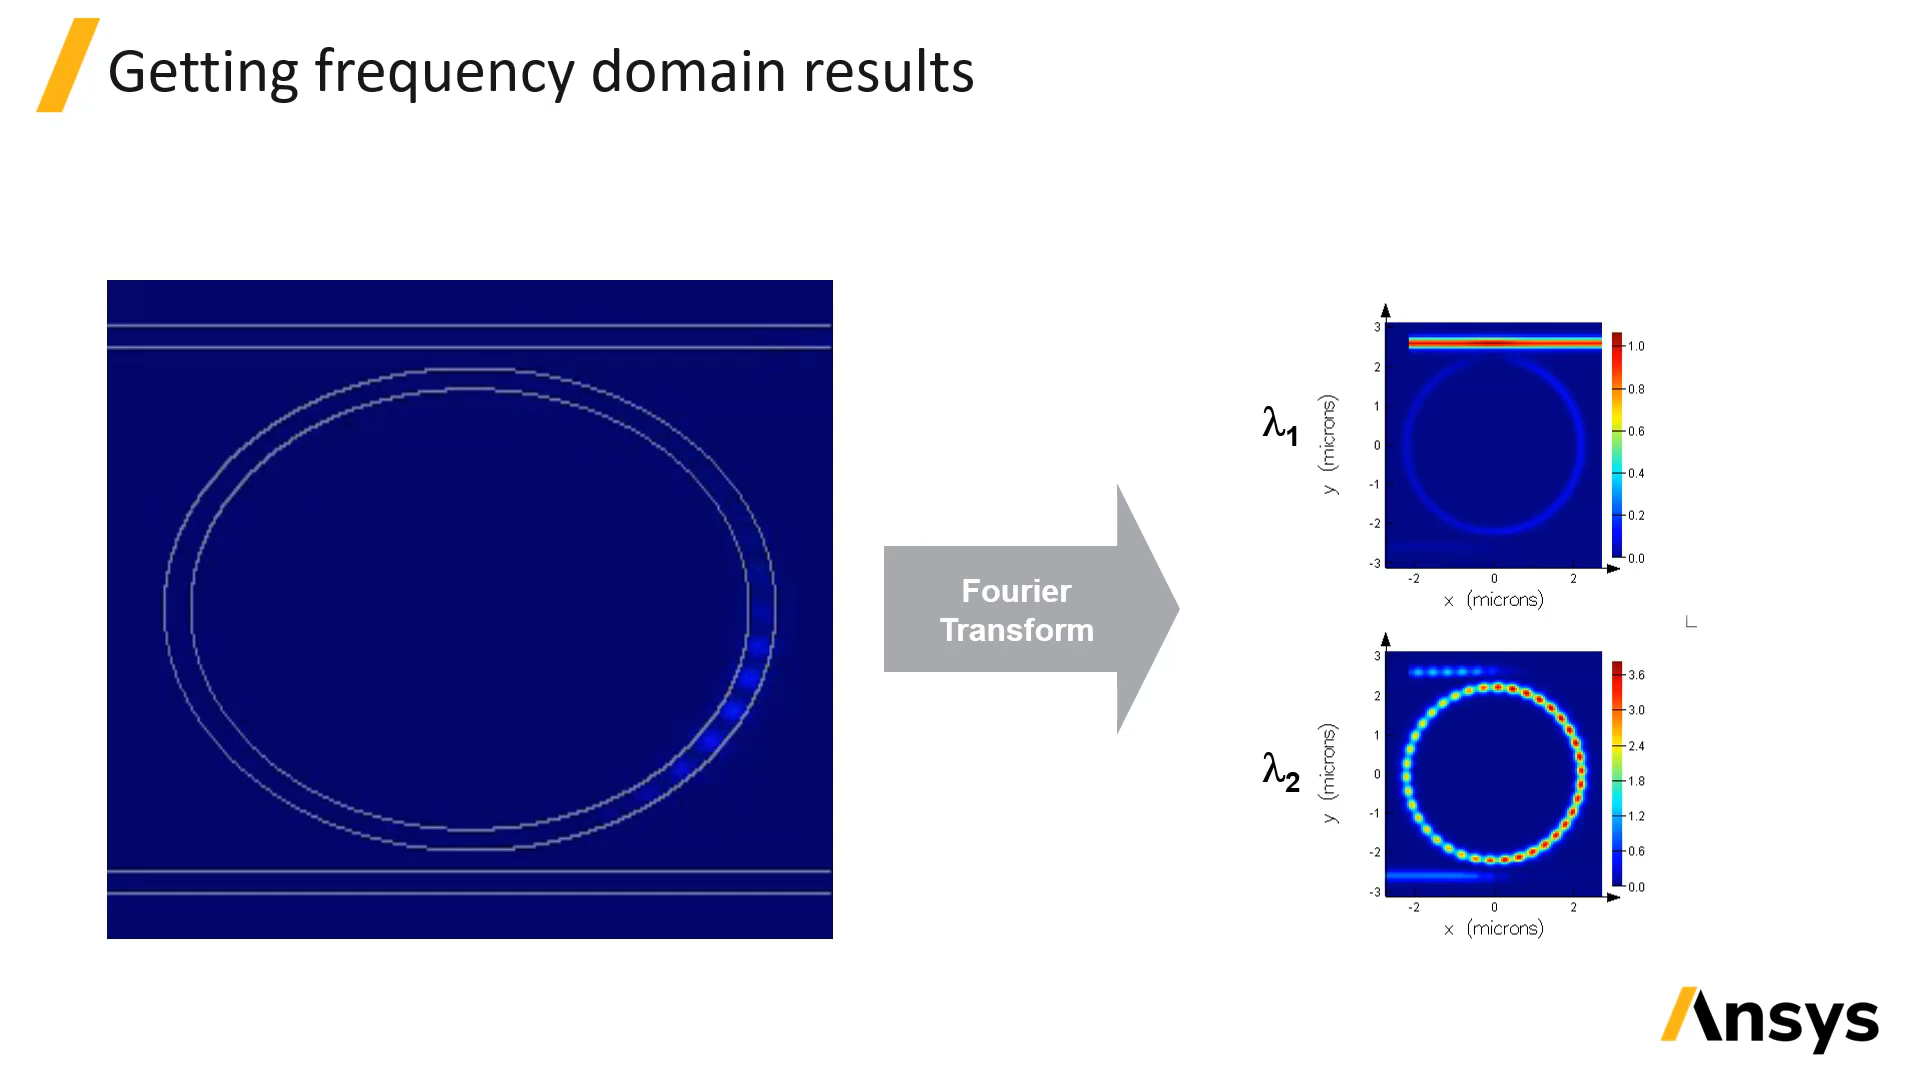 Getting frequency domain results
Fourier
Transform
λ1
y (microns)
3
2
1
0
-1
-2
-3
-2 0 2
x (microns)
1.0
0.8
0.6
0.4
0.2
0.0
λ2
y (microns)
3
2
1
0
-1
-2
-3
-2 0 2
x (microns)
3.6
3.0
2.4
1.8
1.2
0.6
0.0
Ansys